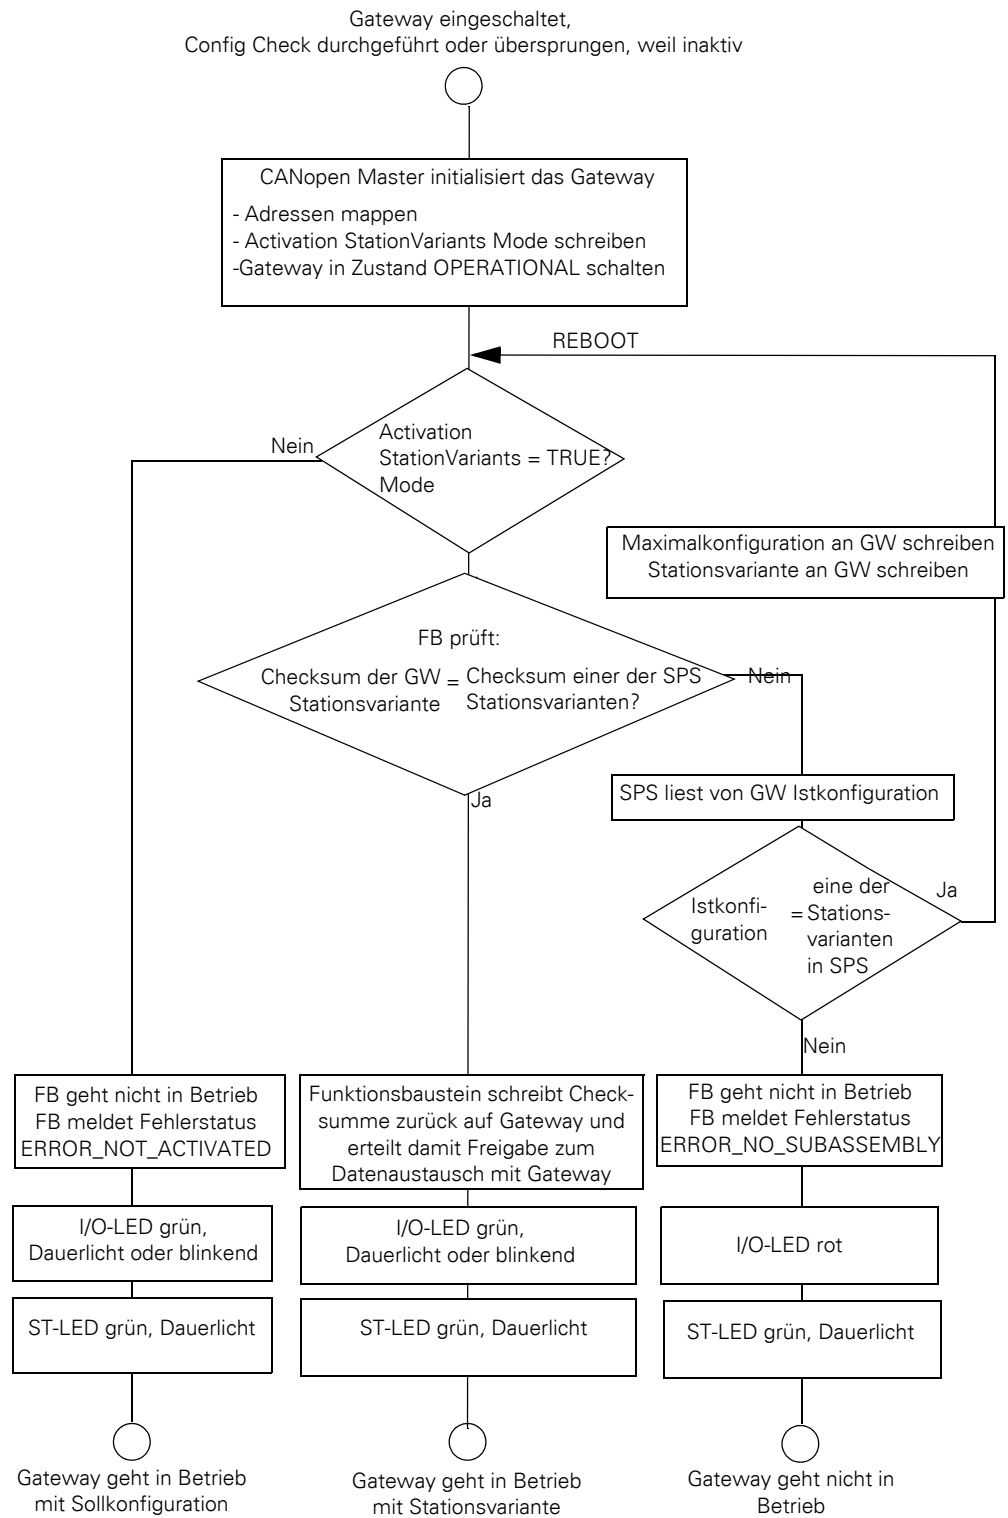 Gateway eingeschaltet,
Config Check durchgeführt oder übersprungen, weil inaktiv
CANopen Master initialisiert das Gateway
- Adressen mappen
- Activation StationVariants Mode schreiben
-Gateway in Zustand OPERATIONAL schalten
REBOOT
Nein
Activation
StationVariants = TRUE?
Mode
Maximalkonfiguration an GW schreiben
Stationsvariante an GW schreiben
FB prüft:
Checksum der GW = Checksum einer der SPS
Stationsvariante Stationsvarianten?
Nein
Ja
SPS liest von GW Istkonfiguration
Istkonfi-
guration
=
eine der
Stations-
varianten
in SPS
Ja
Nein
FB geht nicht in Betrieb
FB meldet Fehlerstatus
ERROR_NOT_ACTIVATED
Funktionsbaustein schreibt Check-
summe zurück auf Gateway und
erteilt damit Freigabe zum
Datenaustausch mit Gateway
FB geht nicht in Betrieb
FB meldet Fehlerstatus
ERROR_NO_SUBASSEMBLY
I/O-LED grün,
Dauerlicht oder blinkend
I/O-LED grün,
Dauerlicht oder blinkend
I/O-LED rot
ST-LED grün, Dauerlicht
ST-LED grün, Dauerlicht
ST-LED grün, Dauerlicht
Gateway geht in Betrieb
mit Sollkonfiguration
Gateway geht in Betrieb
mit Stationsvariante
Gateway geht nicht in
Betrieb